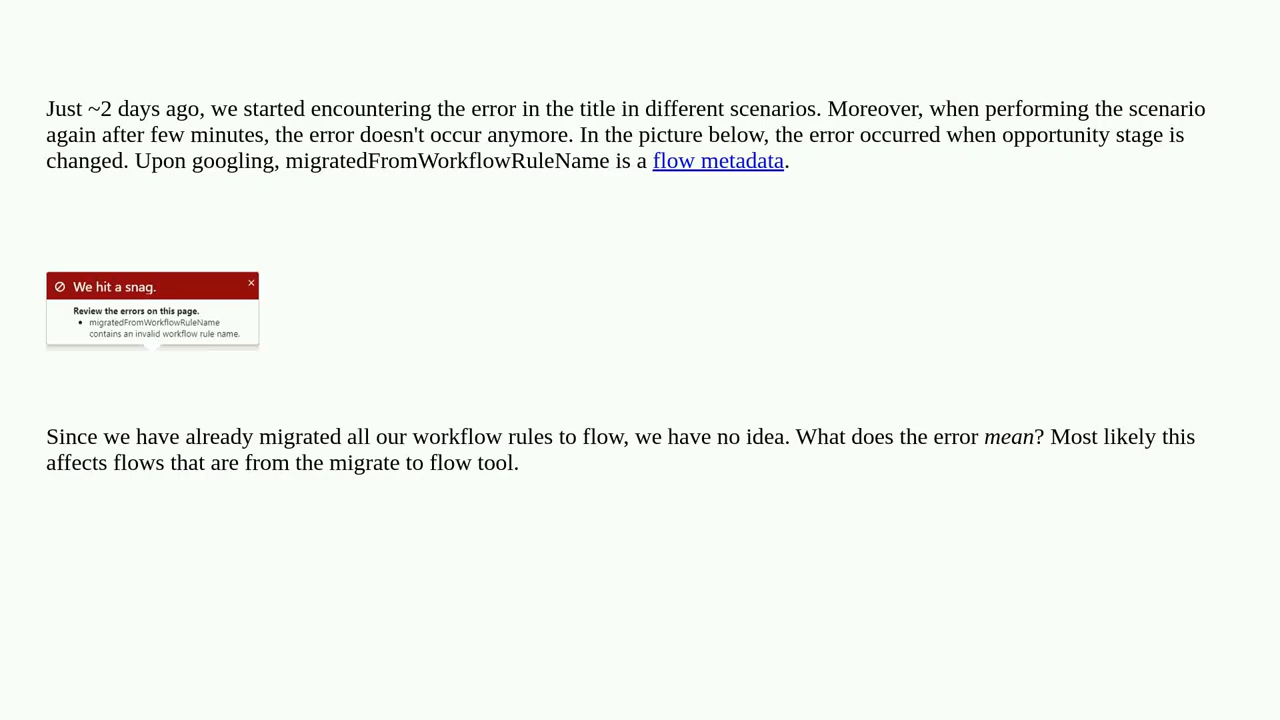 Just ~2 days ago, we started encountering the error in the title in different scenarios. Moreover, when performing the scenario
again after few minutes, the error doesn't occur anymore. In the picture below, the error occurred when opportunity stage is
changed. Upon googling, migratedFromWorkflowRuleName is a flow metadata.
We hit a snag.
Review the errors on this page.
• migratedFromWorkflowRuleName
contains an invalid workflow rule name.
Since we have already migrated all our workflow rules to flow, we have no idea. What does the error mean? Most likely this
affects flows that are from the migrate to flow tool.